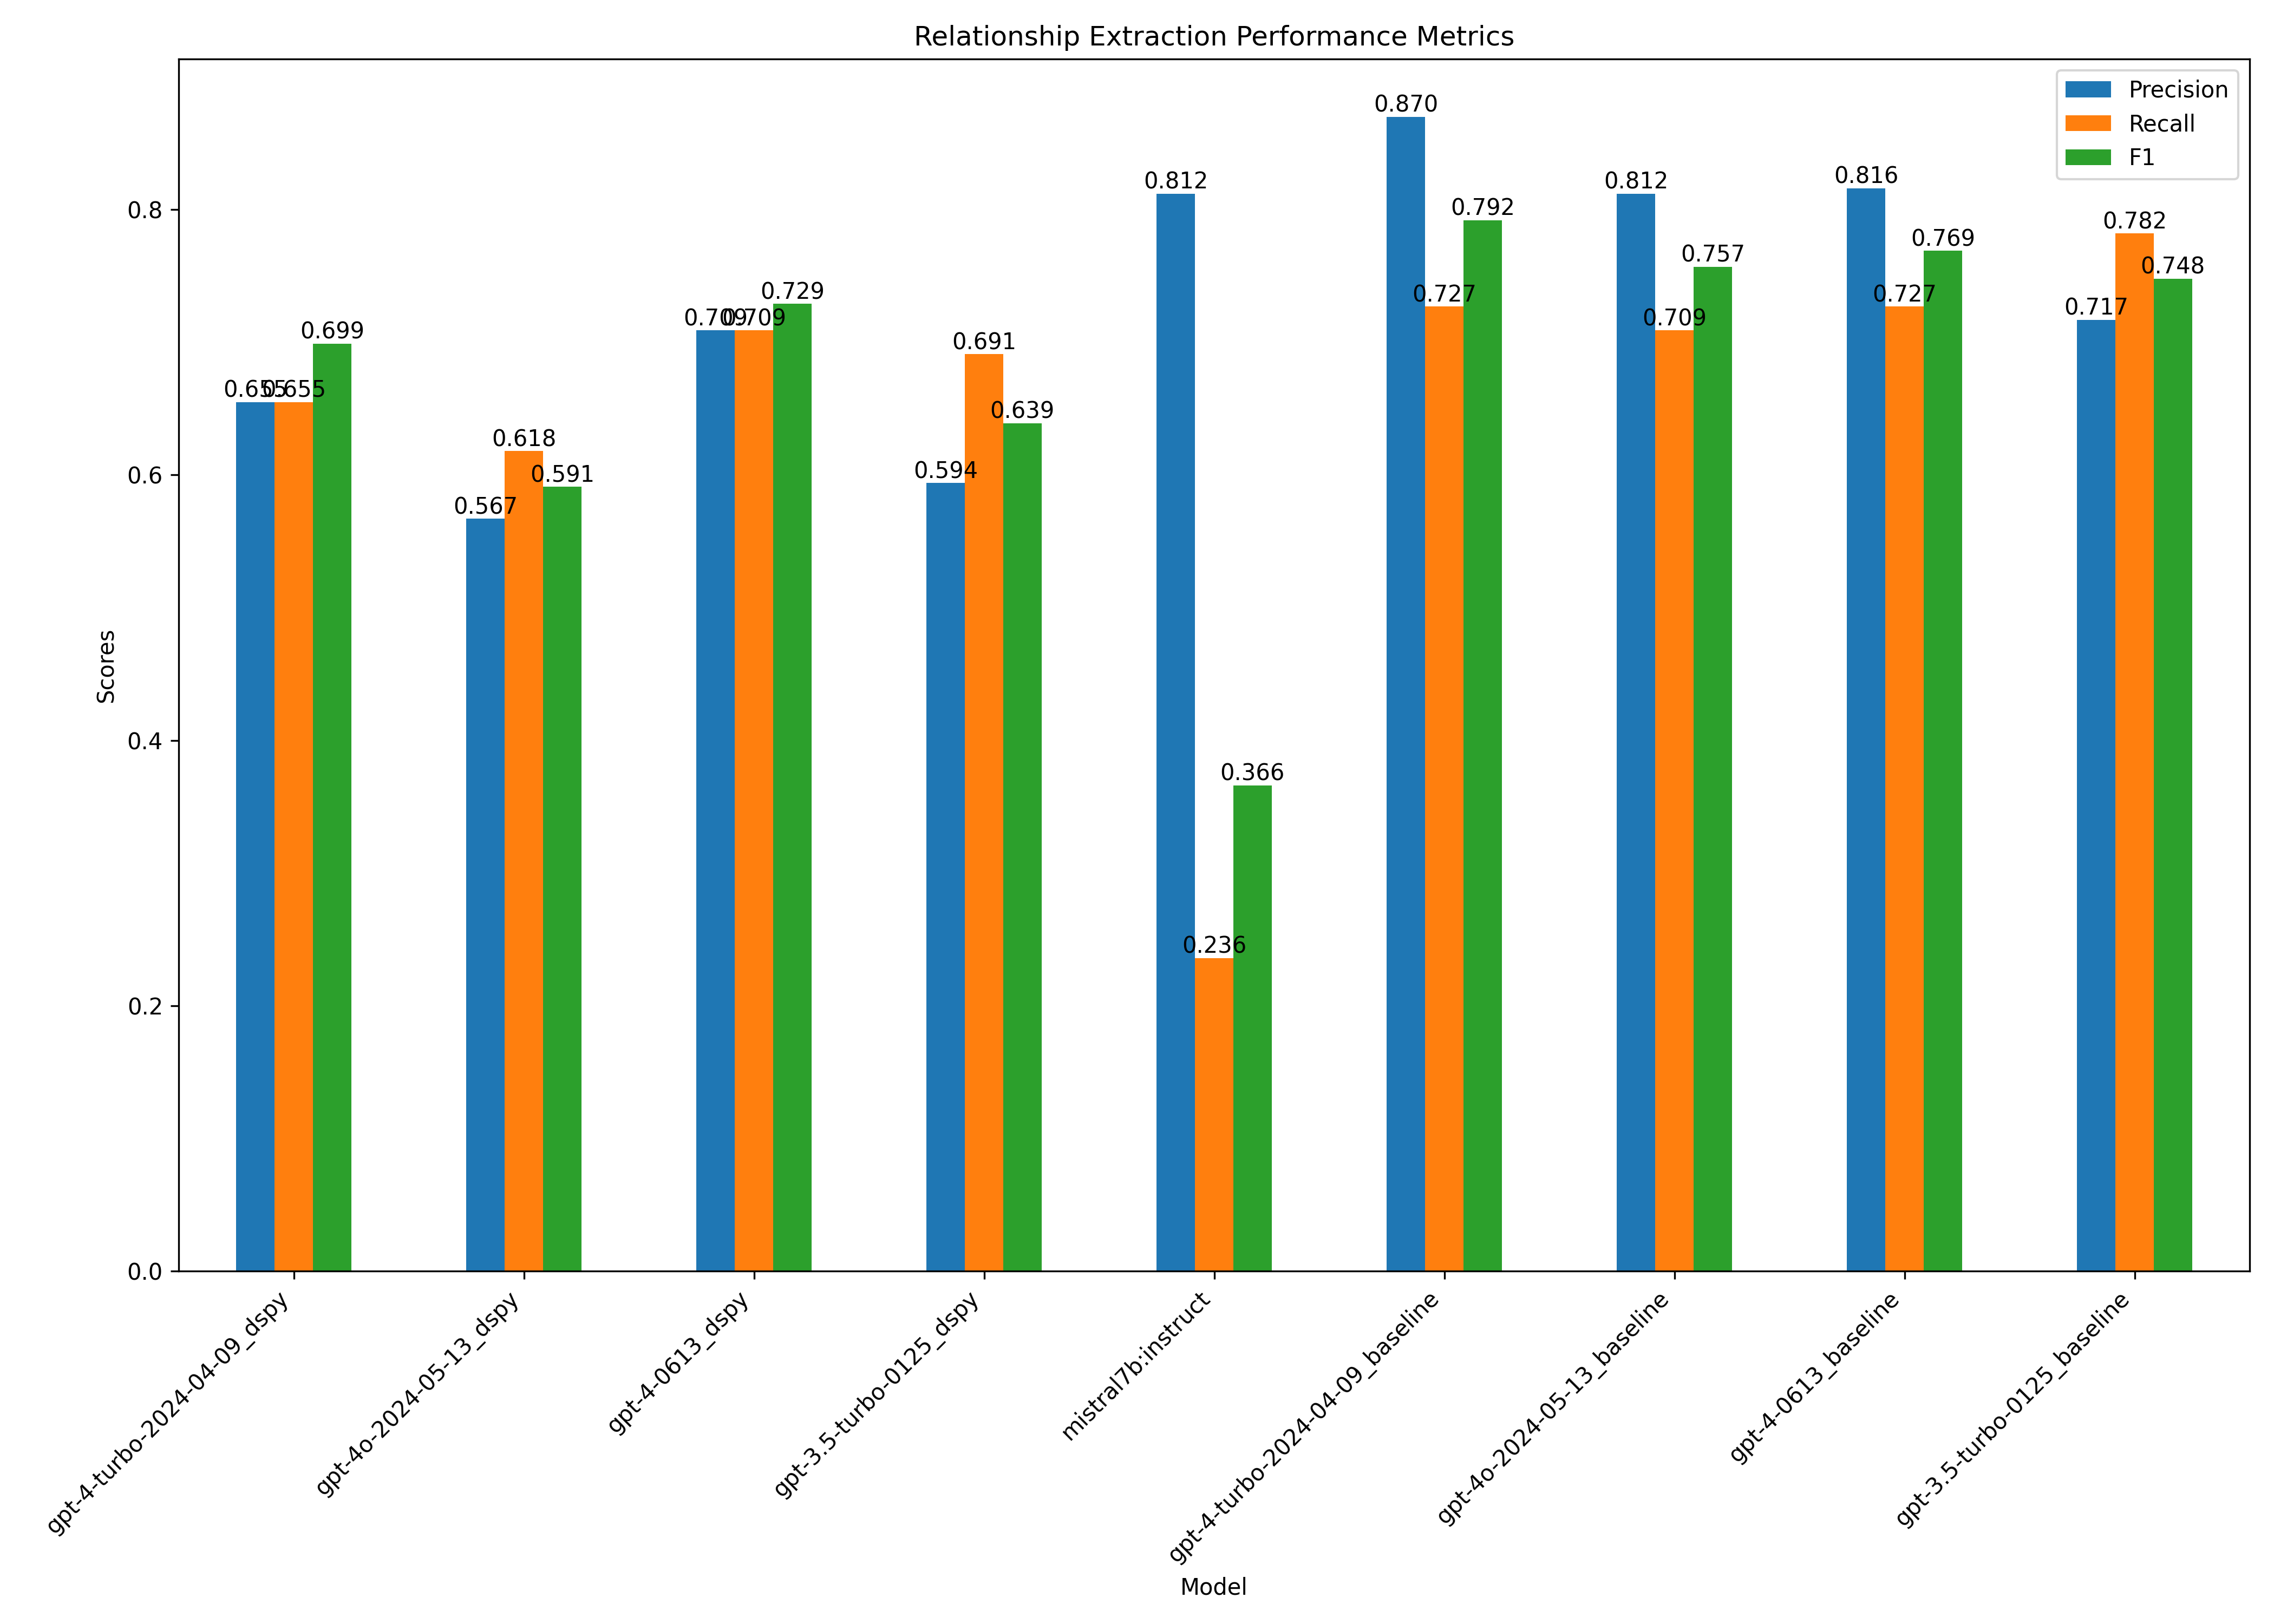 Relationship Extraction Performance Metrics
Precision
Recall
F1
Scores
0.8
0.6
0.4
0.2
0.0
0.655
0.655
0.699
0.567
0.618
0.591
0.709
0.709
0.729
0.594
0.691
0.639
0.812
0.236
0.366
0.870
0.727
0.792
0.812
0.709
0.757
0.816
0.727
0.769
0.717
0.782
0.748
gpt-4-turbo-2024-04-09_dspy
gpt-4o-2024-05-13_dspy
gpt-4-0613_dspy
gpt-3.5-turbo-0125_dspy
mistral7b:instruct
gpt-4-turbo-2024-04-09_baseline
gpt-4o-2024-05-13_baseline
gpt-4-0613_baseline
gpt-3.5-turbo-0125_baseline
Model